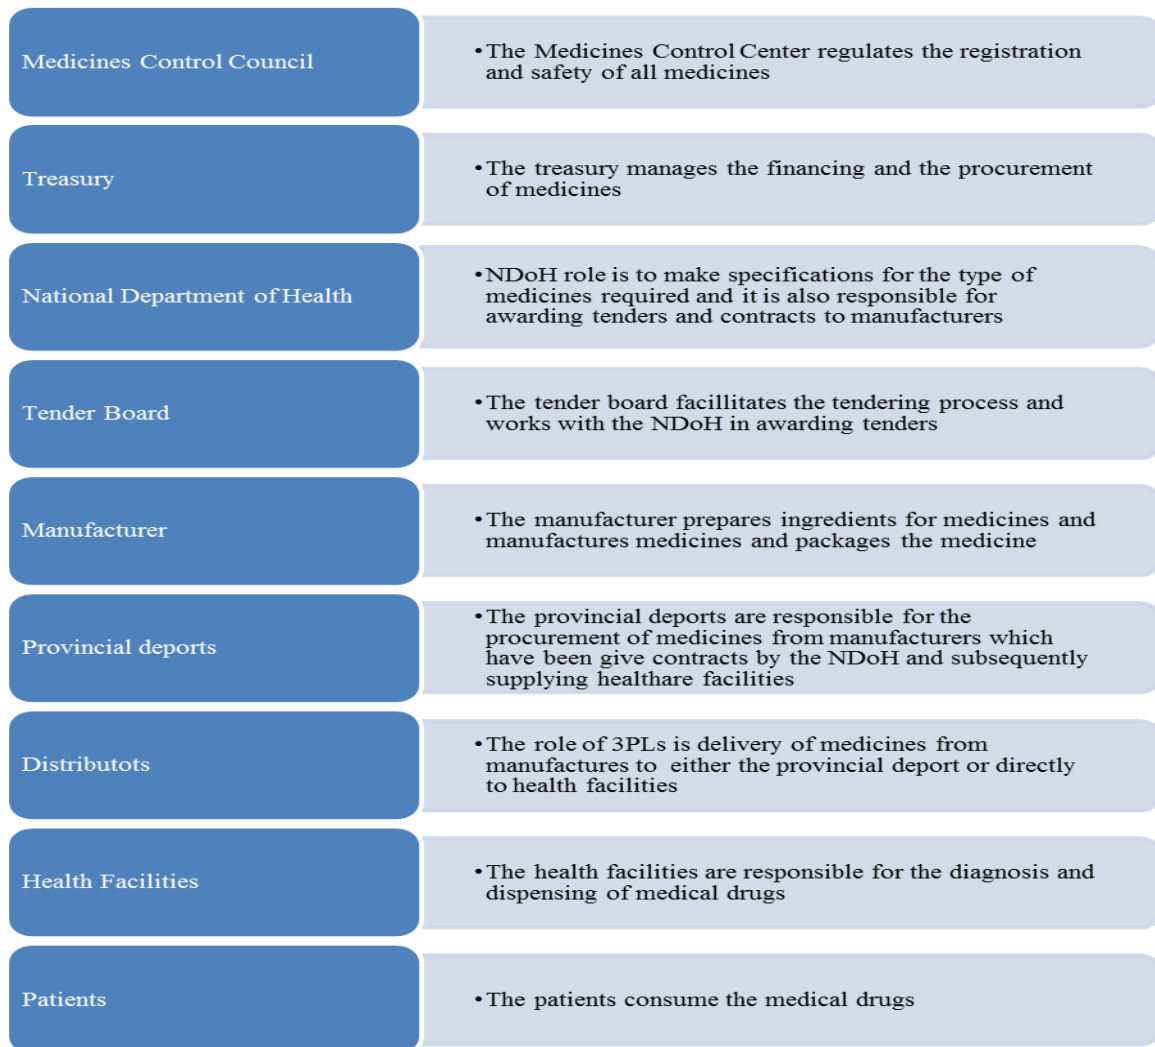 Medicines Control Council
•The Medicines Control Center regulates the registration
and safety of all medicines
Treasury
•The treasury manages the financing and the procurement
of medicines
National Department of Health
•NDoH role is to make specifications for the type of
medicines required and it is also responsible for
awarding tenders and contracts to manufacturers
Tender Board
•The tender board facillitates the tendering process and
works with the NDoH in awarding tenders
Manufacturer
•The manufacturer prepares ingredients for medicines and
manufactures medicines and packages the medicine
Provincial deports
•The provincial deports are responsible for the
procurement of medicines from manufacturers which
have been give contracts by the NDoH and subsequently
supplying healthare facilities
Distributots
•The role of 3PLs is delivery of medicines from
manufactures to either the provincial deport or directly
to health facilities
Health Facilities
•The health facilities are responsible for the diagnosis and
dispensing of medical drugs
Patients
•The patients consume the medical drugs